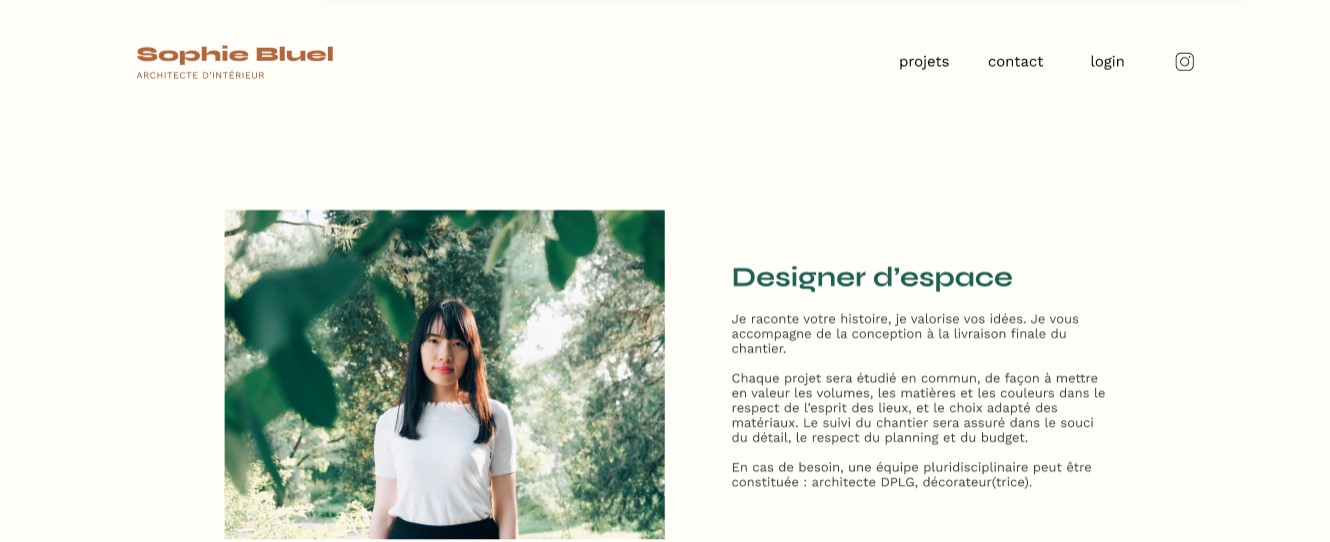 Sophie Bluel
ARCHITECTE D'INTÉRIEUR
projets contact login
Designer d’espace
Je raconte votre histoire, je valorise vos idées. Je vous
accompagne de la conception à la livraison finale du
chantier.
Chaque projet sera étudié en commun, de façon à mettre
en valeur les volumes, les matières et les couleurs dans le
respect de l’esprit des lieux, et le choix adapté des
matériaux. Le suivi du chantier sera assuré dans le souci
du détail, le respect du planning et du budget.
En cas de besoin, une équipe pluridisciplinaire peut être
constituée : architecte DPLG, décorateur(trice).